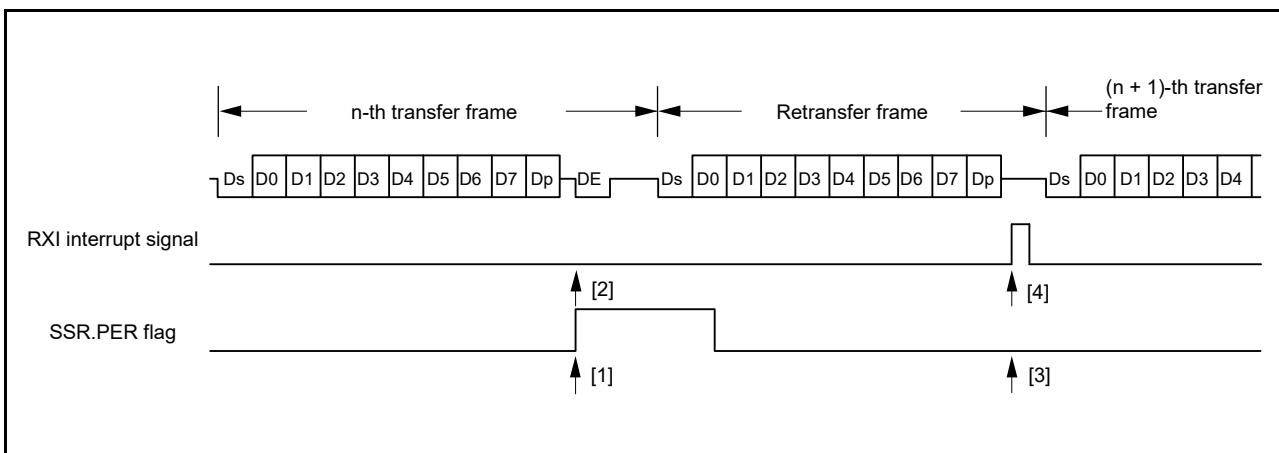 (n + 1)-th transfer
frame
n-th transfer frame
Retransfer frame
Ds D0 D1 D2 D3 D4 D5 D6 D7 Dp DE Ds D0 D1 D2 D3 D4 D5 D6 D7 Dp Ds D0 D1 D2 D3 D4
RXI interrupt signal
[2]
[4]
SSR.PER flag
[1]
[3]